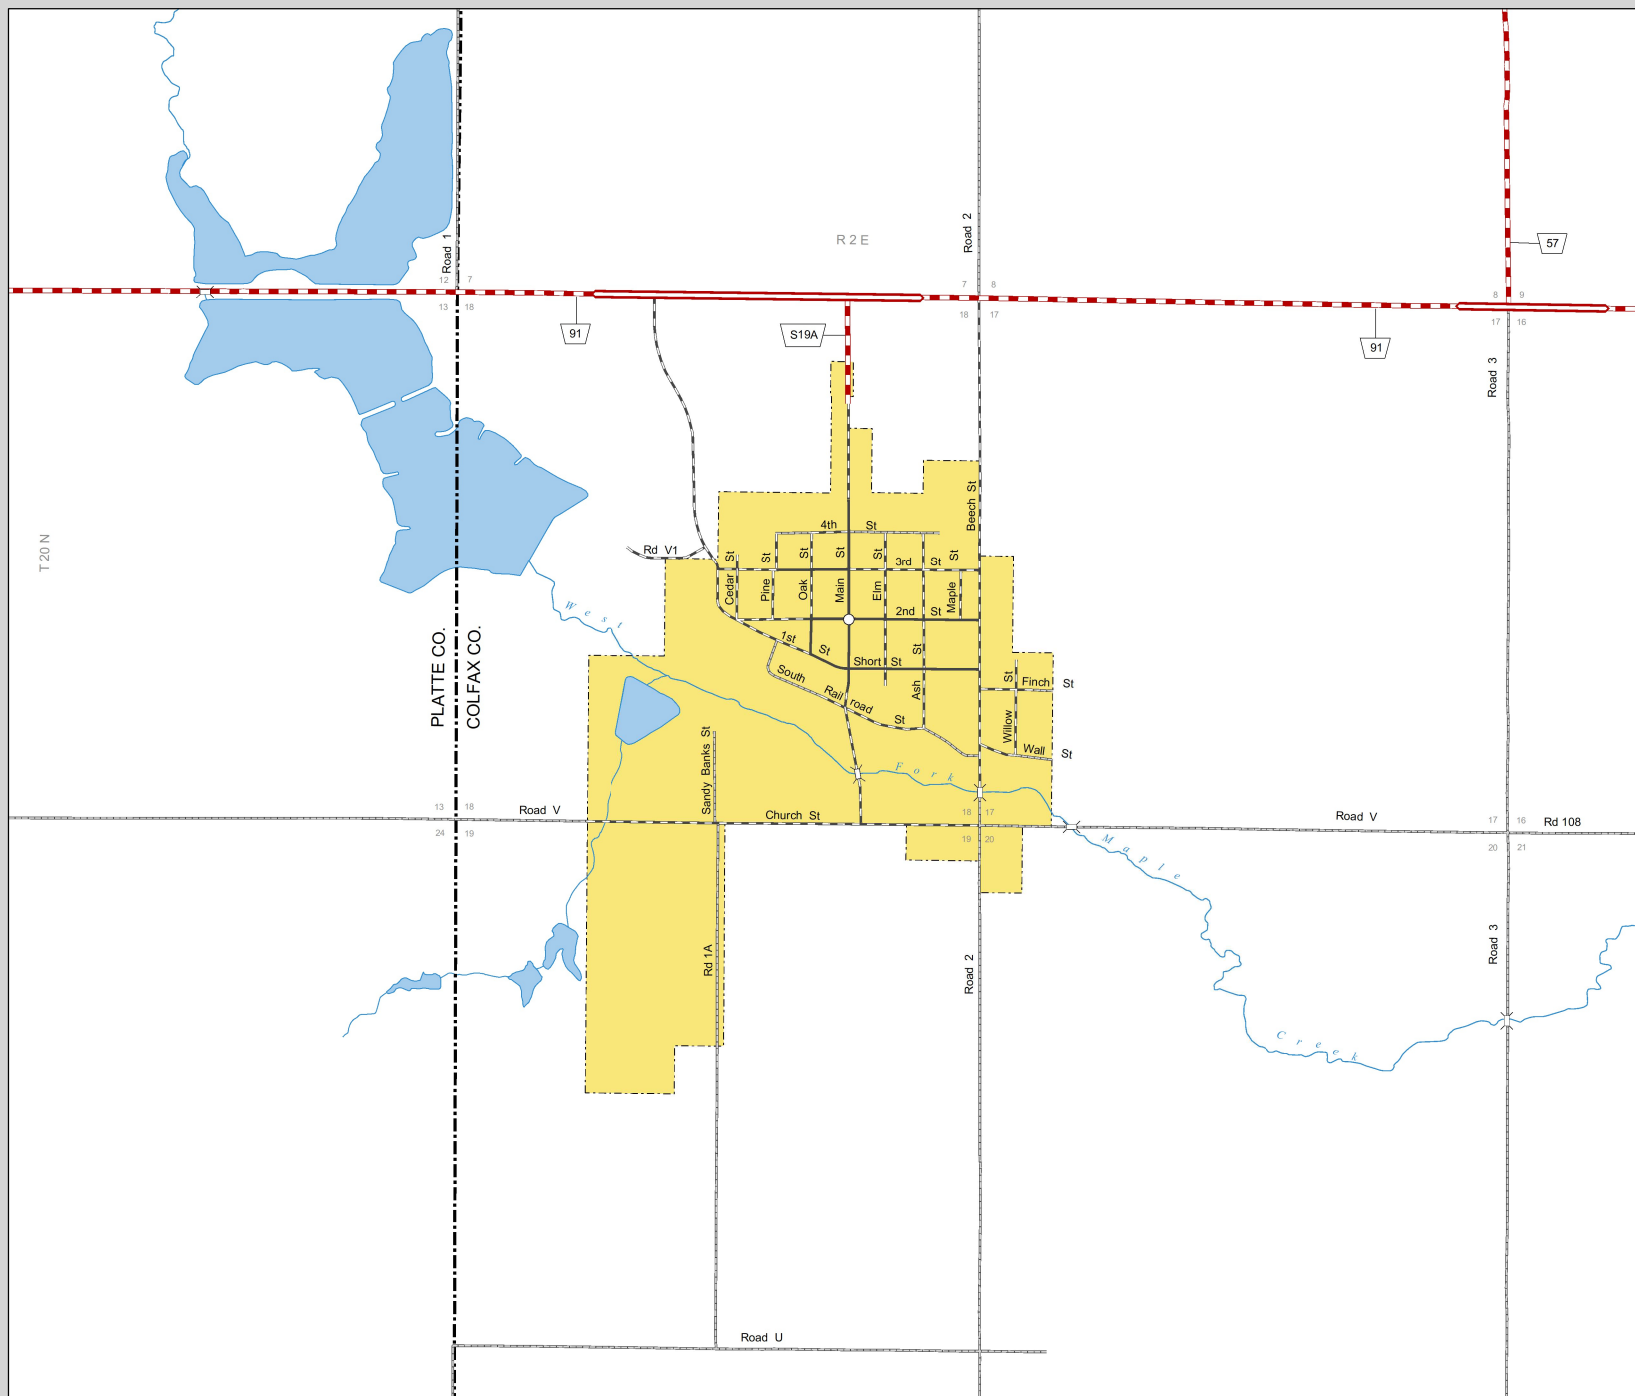 Road 1
R 2 E
Road 2
57
12 7
13 18
7 8
18 17
8 9
17 16
91
S19A
91
Road 3
T 20 N
Beech St
4th St
Rd V1
Cedar St
Pine St
Oak St
Main St
Elm St
3rd St
Maple St
2nd St
1st St
Short St
Ash St
South Rail road St
Finch St
Willow St
Wall St
West
Fork
Maple
Creek
PLATTE CO.
COLFAX CO.
Sandy Banks St
Church St
13 18
24 19
Road V
18 17
19 20
Road V
17 16
20 21
Rd 108
Rd 1A
Road 2
Road 3
Road U